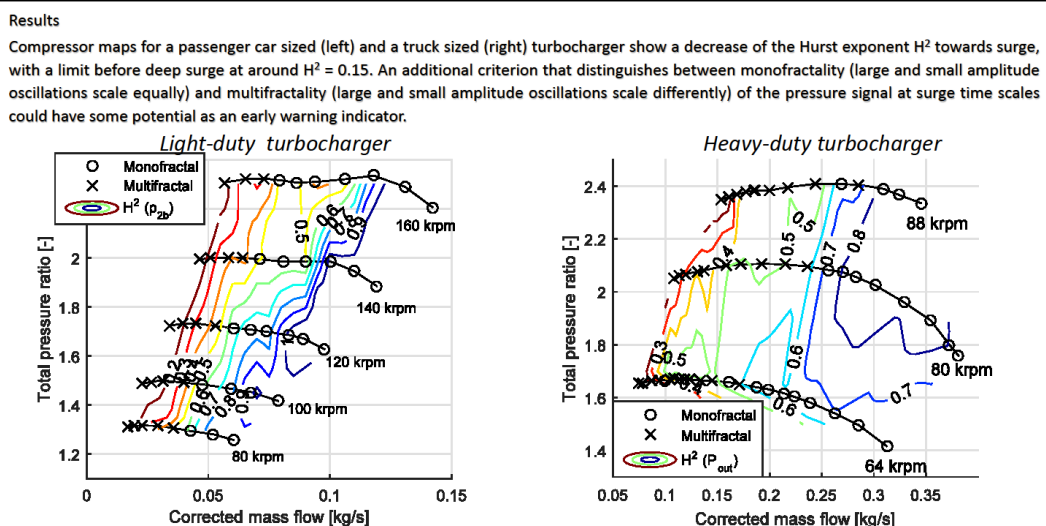 Results
Compressor maps for a passenger car sized (left) and a truck sized (right) turbocharger show a decrease of the Hurst exponent H² towards surge,
with a limit before deep surge at around H² = 0.15. An additional criterion that distinguishes between monofractality (large and small amplitude
oscillations scale equally) and multifractality (large and small amplitude oscillations scale differently) of the pressure signal at surge time scales
could have some potential as an early warning indicator.
Light-duty turbocharger
Monofractal
Multifractal
H² (p2b)
Total pressure ratio [-]
2
1.8
1.6
1.4
1.2
0.5
160 krpm
140 krpm
120 krpm
100 krpm
80 krpm
0
0.05
0.1
0.15
Corrected mass flow [kg/s]
Heavy-duty turbocharger
Total pressure ratio [-]
2.4
2.2
2
1.8
1.6
1.4
0.5
0.4
0.5
0.7
0.8
0.3
0.5
0.6
0.6
0.7
88 krpm
80 krpm
64 krpm
Monofractal
Multifractal
H² (Pout)
0.05
0.1
0.15
0.2
0.25
0.3
0.35
Corrected mass flow [kg/s]